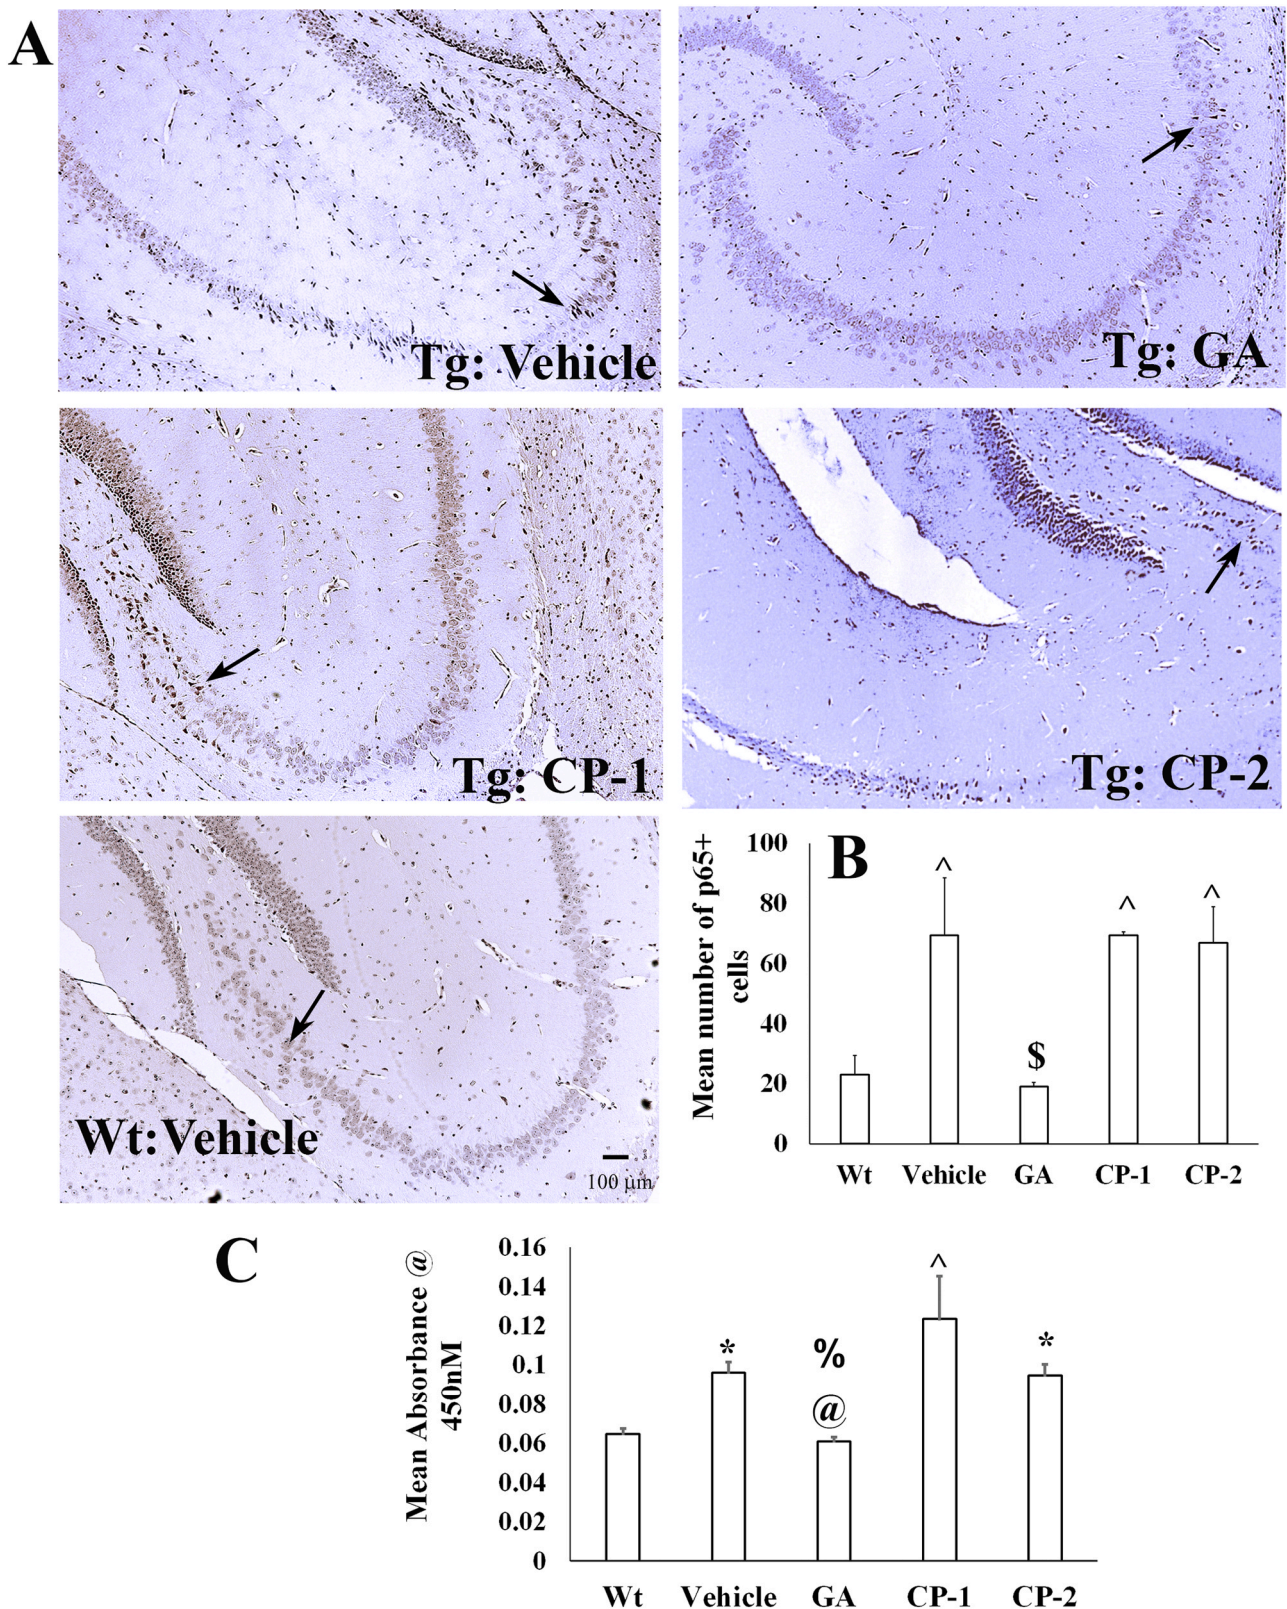 A
Tg: Vehicle
Tg: GA
Tg: CP-1
Tg: CP-2
Wt:Vehicle
100 µm
B
Mean number of p65+
cells
100
80
60
40
20
0
^
$
^
^
Wt
Vehicle
GA
CP-1
CP-2
C
Mean Absorbance @
450nM
0.16
0.14
0.12
0.1
0.08
0.06
0.04
0.02
0
*
%
@
^
*
Wt
Vehicle
GA
CP-1
CP-2